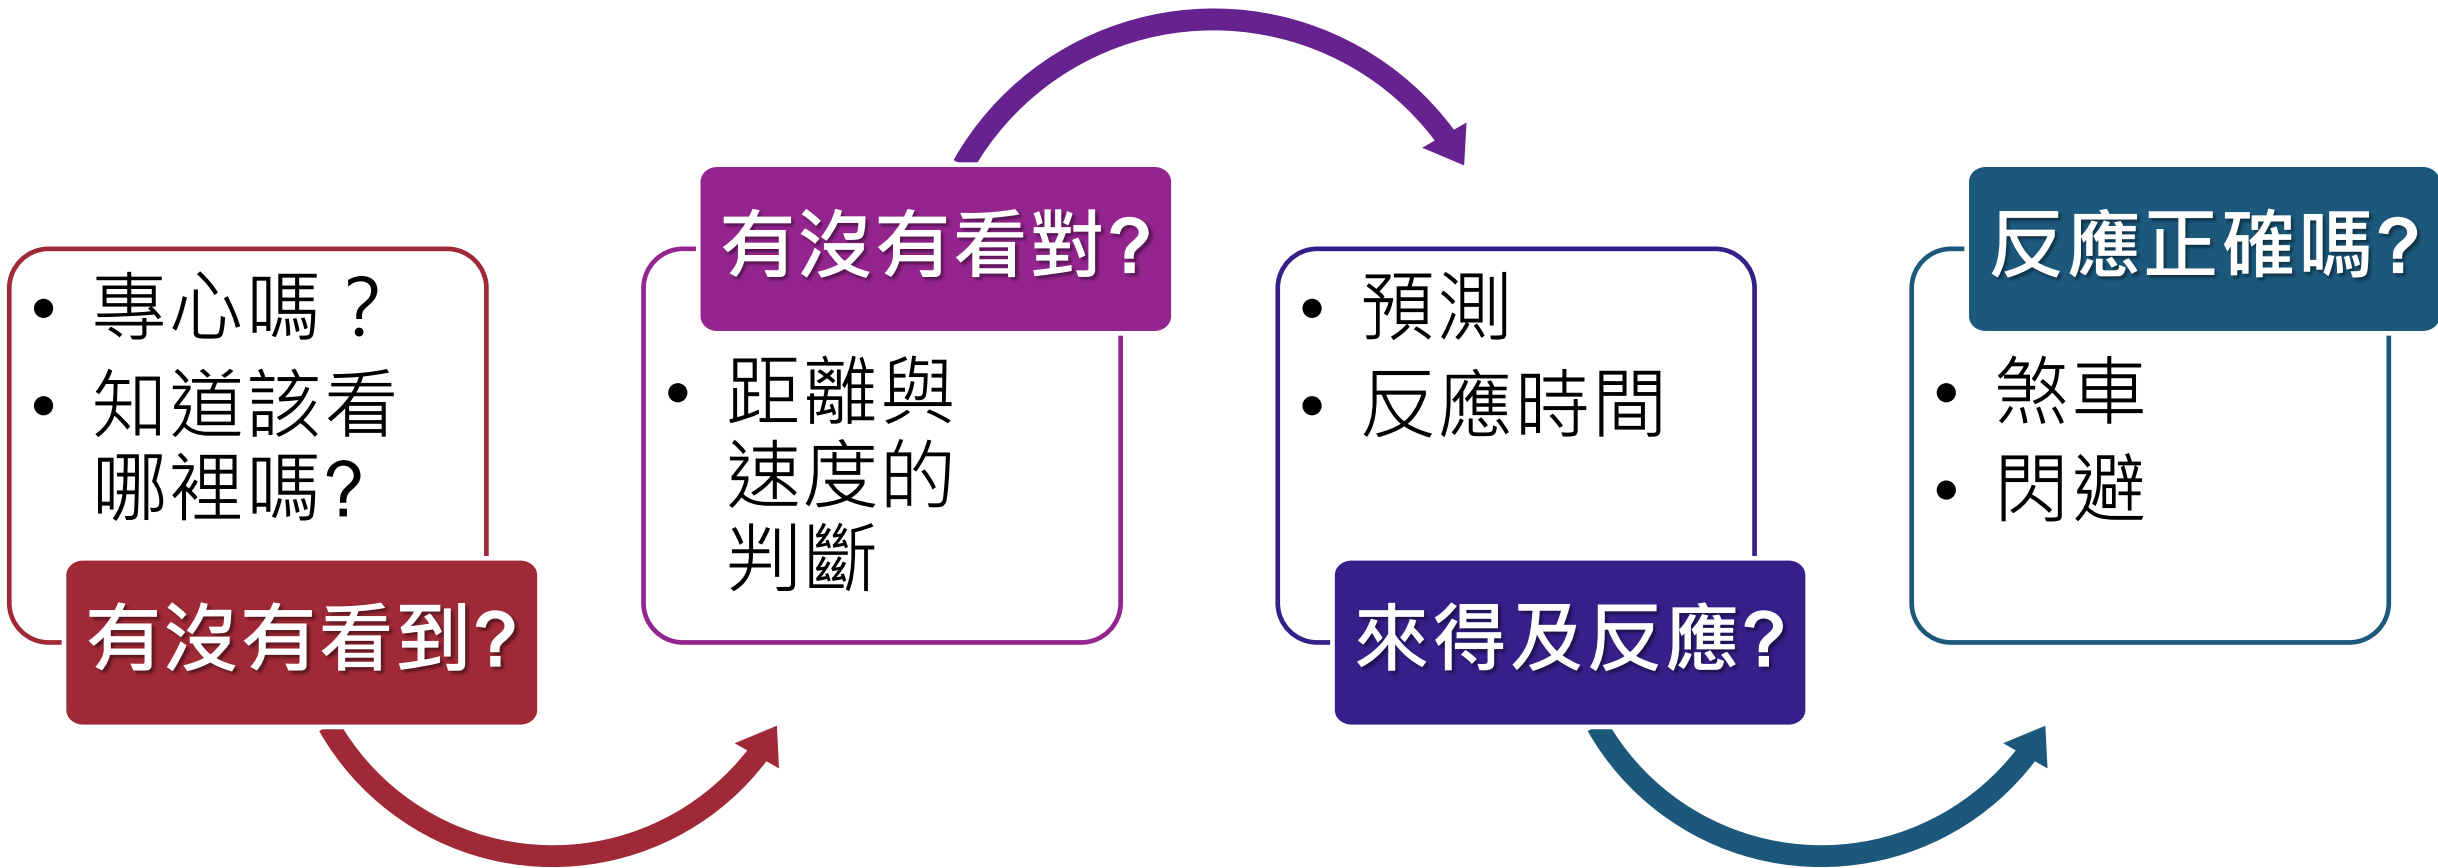 • 專心嗎？
• 知道該看
哪裡嗎?
有沒有看到?
有沒有看對?
• 距離與
速度的
判斷
• 預測
• 反應時間
來得及反應?
反應正確嗎?
• 煞車
• 閃避